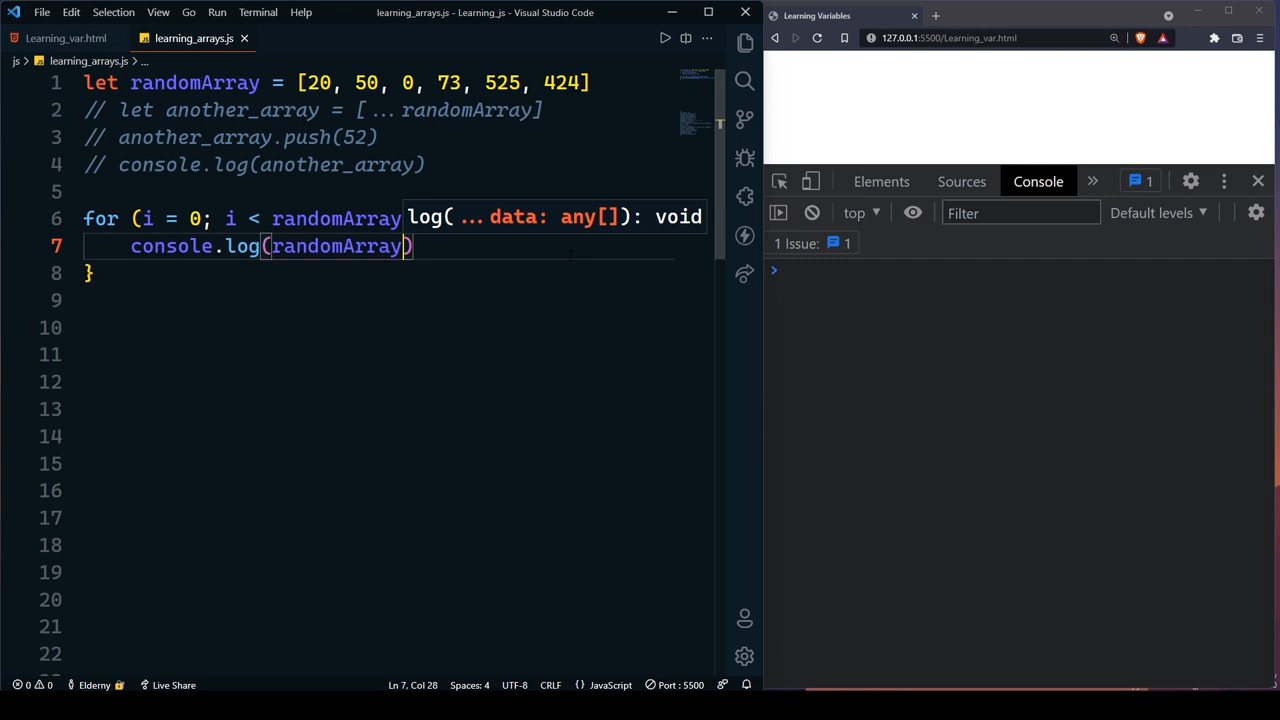 File Edit Selection View Go Run Terminal Help learning_arrays.js - Learning_js - Visual Studio Code
Learning_var.html learning_arrays.js
js > learning_arrays.js > ...
1 let randomArray = [20, 50, 0, 73, 525, 424]
2 // let another_array = [...randomArray]
3 // another_array.push(52)
4 // console.log(another_array)
5
6 for (i = 0; i < randomArray
log(...data: any[]): void
7 console.log(randomArray)
8 }
9
10
11
12
13
14
15
16
17
18
19
20
21
22
0 0 Elderny Live Share Ln 7, Col 28 Spaces: 4 UTF-8 CRLF {} JavaScript Port : 5500
Learning Variables
127.0.0.1:5500/Learning_var.html
Elements Sources Console 1
top Filter Default levels
1 Issue: 1
>